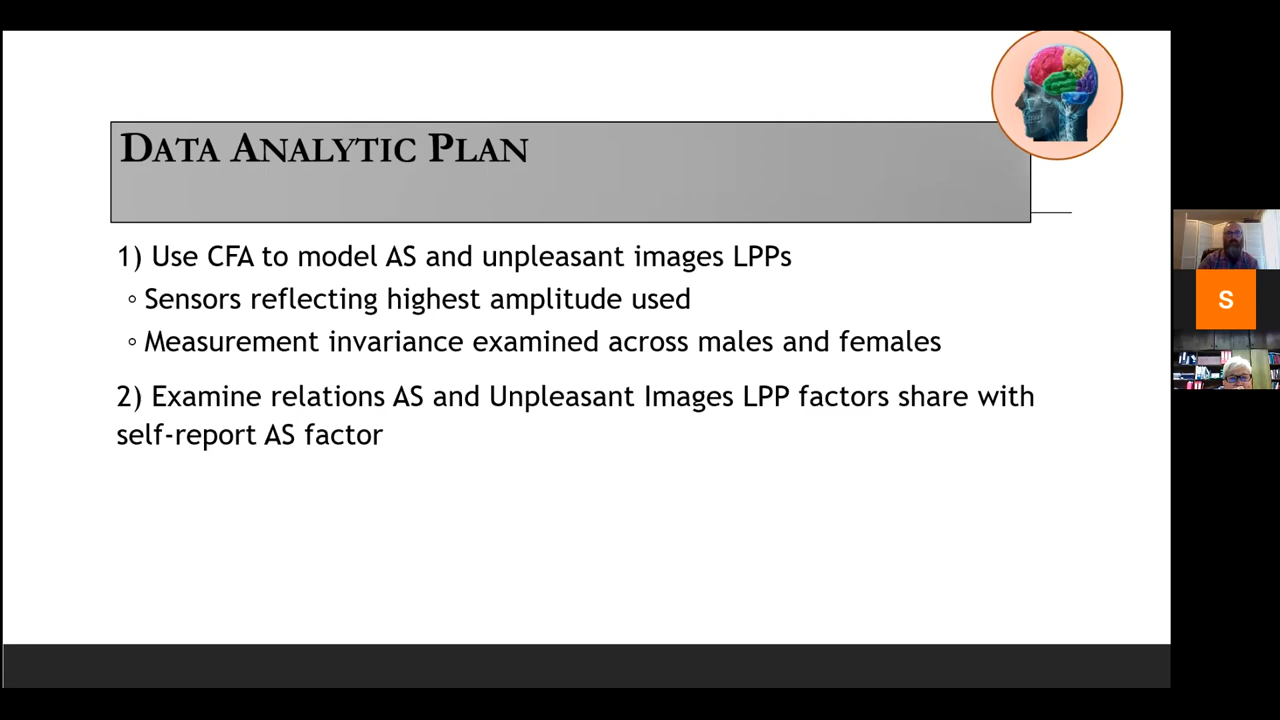 DATA ANALYTIC PLAN
1) Use CFA to model AS and unpleasant images LPPs
◦ Sensors reflecting highest amplitude used
◦ Measurement invariance examined across males and females
2) Examine relations AS and Unpleasant Images LPP factors share with
self-report AS factor
S